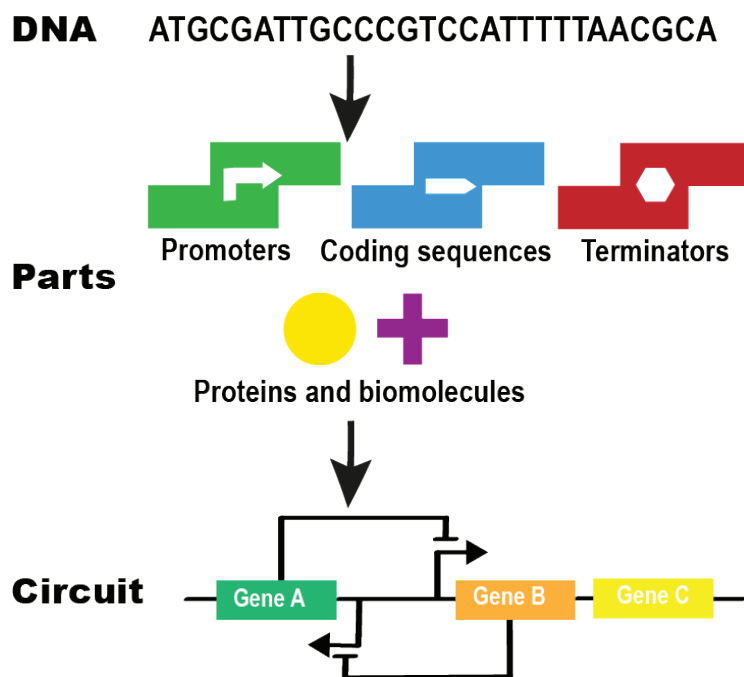 DNA ATGCGATTGCCCGTCCATTTTTAACGCA
Promoters Coding sequences Terminators
Parts
Proteins and biomolecules
Circuit Gene A Gene B Gene C